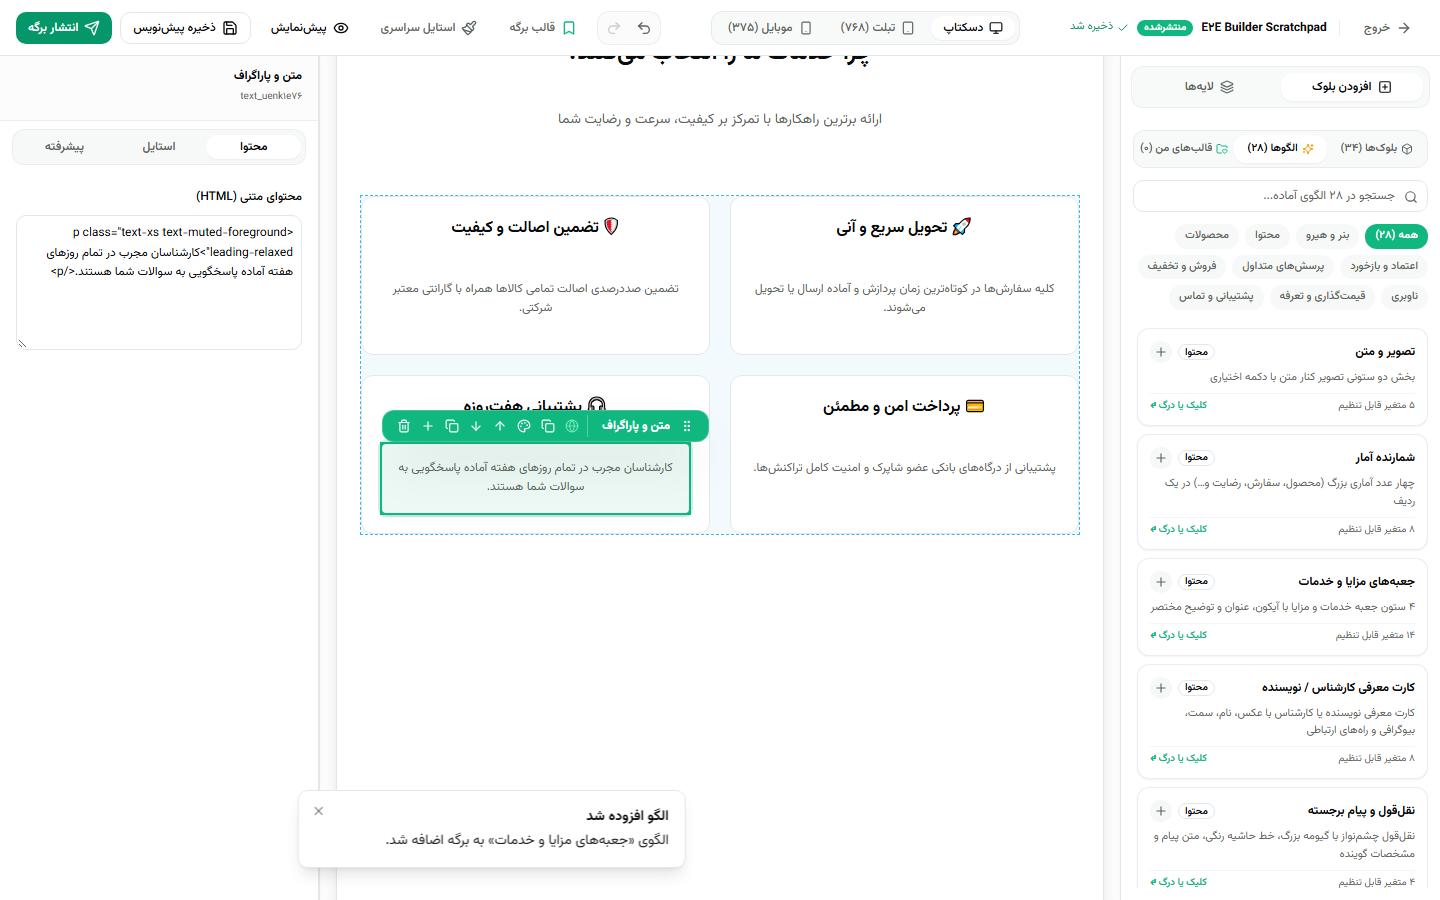 خروج
E2E Builder Scratchpad
منتشرشده
ذخیره شد
دسکتاپ
تبلت (۷۶۸)
موبایل (۳۷۵)
قالب برگه
استایل سراسری
پیش‌نمایش
ذخیره پیش‌نویس
انتشار برگه
افزودن بلوک
لایه‌ها
بلوک‌ها (۳۴)
الگوها (۲۸)
قالب‌های من (۰)
جستجو در ۲۸ الگوی آماده...
همه (۲۸)
بنر و هیرو
محتوا
محصولات
اعتماد و بازخورد
پرسش‌های متداول
فروش و تخفیف
ناوبری
قیمت‌گذاری و تعرفه
پشتیبانی و تماس
تصویر و متن
محتوا
بخش دو ستونی تصویر کنار متن با دکمه اختیاری
۵ متغیر قابل تنظیم
کلیک یا درگ
شمارنده آمار
محتوا
چهار عدد آماری بزرگ (محصول، سفارش، رضایت و…) در یک
ردیف
۸ متغیر قابل تنظیم
کلیک یا درگ
جعبه‌های مزایا و خدمات
محتوا
۴ ستون جعبه خدمات و مزایا با آیکون، عنوان و توضیح مختصر
۱۴ متغیر قابل تنظیم
کلیک یا درگ
کارت معرفی کارشناس / نویسنده
محتوا
کارت معرفی نویسنده یا کارشناس با عکس، نام، سمت،
بیوگرافی و راه‌های ارتباطی
۸ متغیر قابل تنظیم
کلیک یا درگ
نقل‌قول و پیام برجسته
محتوا
نقل‌قول چشم‌نواز با گیومه بزرگ، خط حاشیه رنگی، متن پیام و
مشخصات گوینده
۴ متغیر قابل تنظیم
کلیک یا درگ
چرا خدمات ما را انتخاب می‌کنند؟
ارائه برترین راهکارها با تمرکز بر کیفیت، سرعت و رضایت شما
🚀 تحویل سریع و آنی
کلیه سفارش‌ها در کوتاه‌ترین زمان پردازش و آماده ارسال یا تحویل
می‌شوند.
🛡️ تضمین اصالت و کیفیت
تضمین صددرصدی اصالت تمامی کالاها همراه با گارانتی معتبر
شرکتی.
💳 پرداخت امن و مطمئن
پشتیبانی از درگاه‌های بانکی عضو شاپرک و امنیت کامل تراکنش‌ها.
🎧 پشتیبانی هفت‌روزه
متن و پاراگراف
کارشناسان مجرب در تمام روزهای هفته آماده پاسخگویی به
سوالات شما هستند.
متن و پاراگراف
text_uenk1e76
محتوا
استایل
پیشرفته
محتوای متنی (HTML)
<p class="text-xs text-muted-foreground
leading-relaxed">کارشناسان مجرب در تمام روزهای
هفته آماده پاسخگویی به سوالات شما هستند.</p>
الگو افزوده شد
الگوی «جعبه‌های مزایا و خدمات» به برگه اضافه شد.